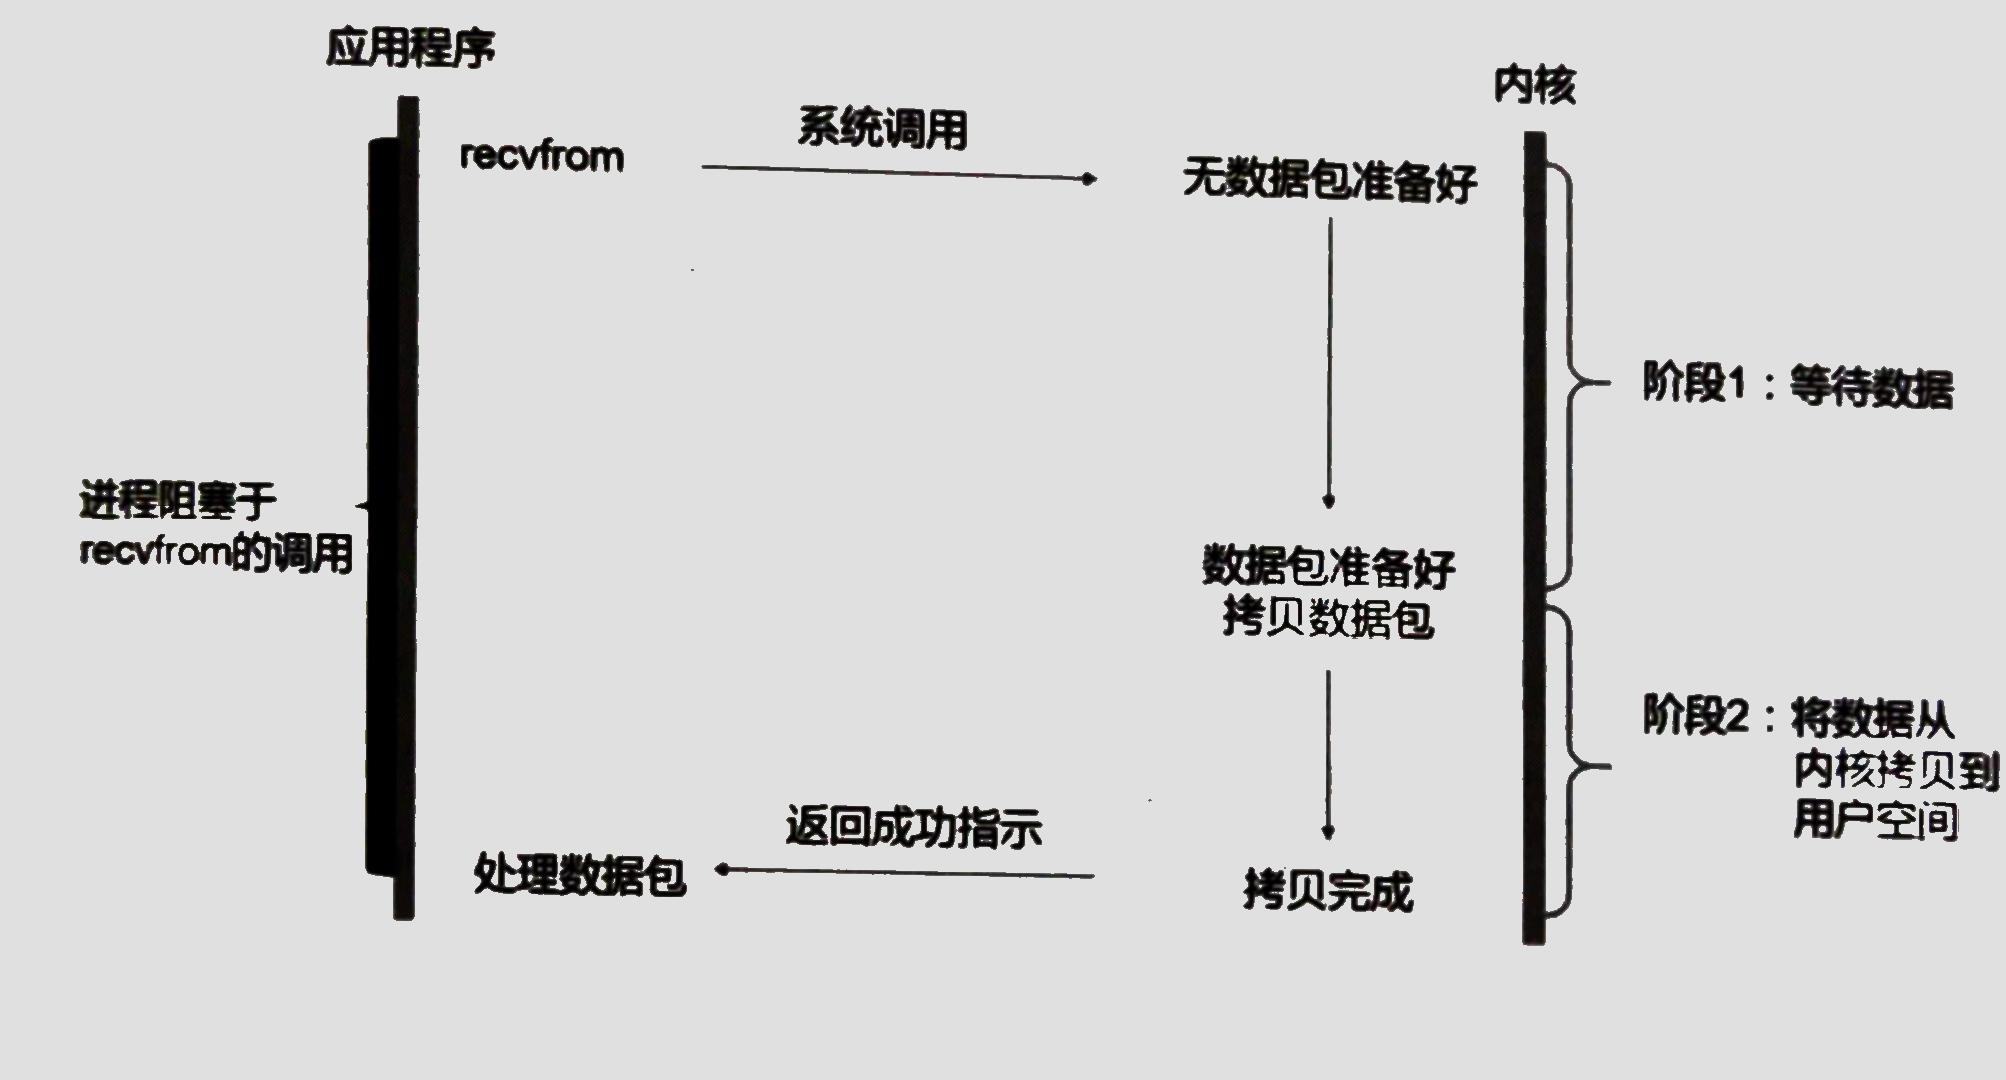 应用程序
内核
系统调用
recvfrom
无数据包准备好
阶段1：等待数据
进程阻塞于
recvfrom的调用
数据包准备好
拷贝数据包
阶段2：将数据从
内核拷贝到
用户空间
返回成功指示
处理数据包
拷贝完成